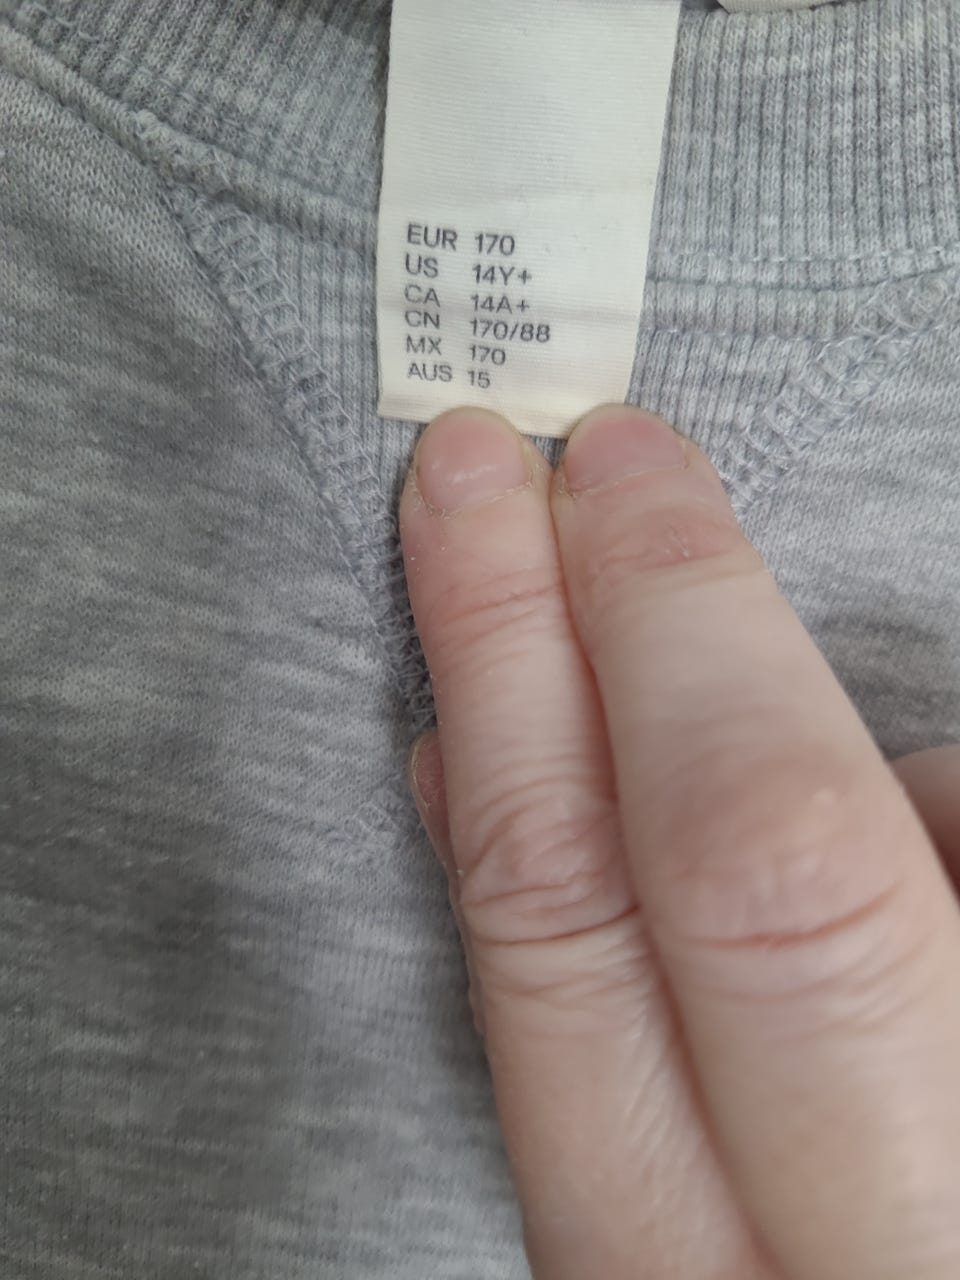 EUR 170
US 14Y+
CA 14A+
CN 170/88
MX 170
AUS 15